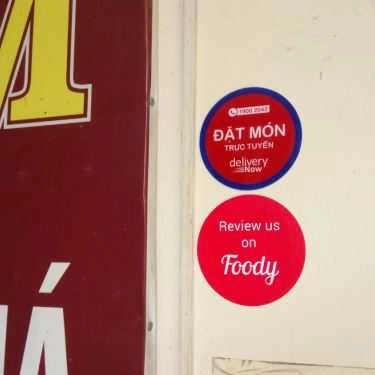 1900 2042
ĐẶT MÓN
TRỰC TUYẾN
delivery
Now
Review us
on
Foody